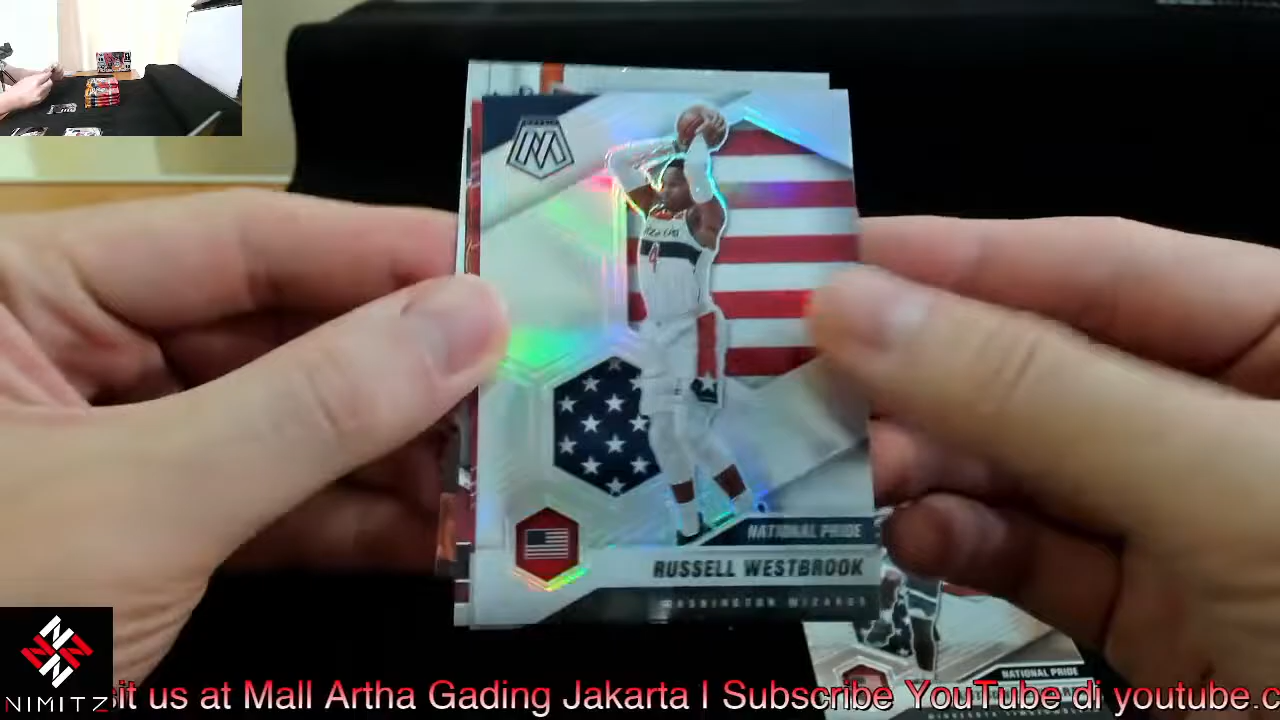 NATIONAL PRIDE
RUSSELL WESTBROOK
WASHINGTON WIZARDS
4
NATIONAL PRIDE
NIMITZ
it us at Mall Artha Gading Jakarta I Subscribe YouTube di youtube.c